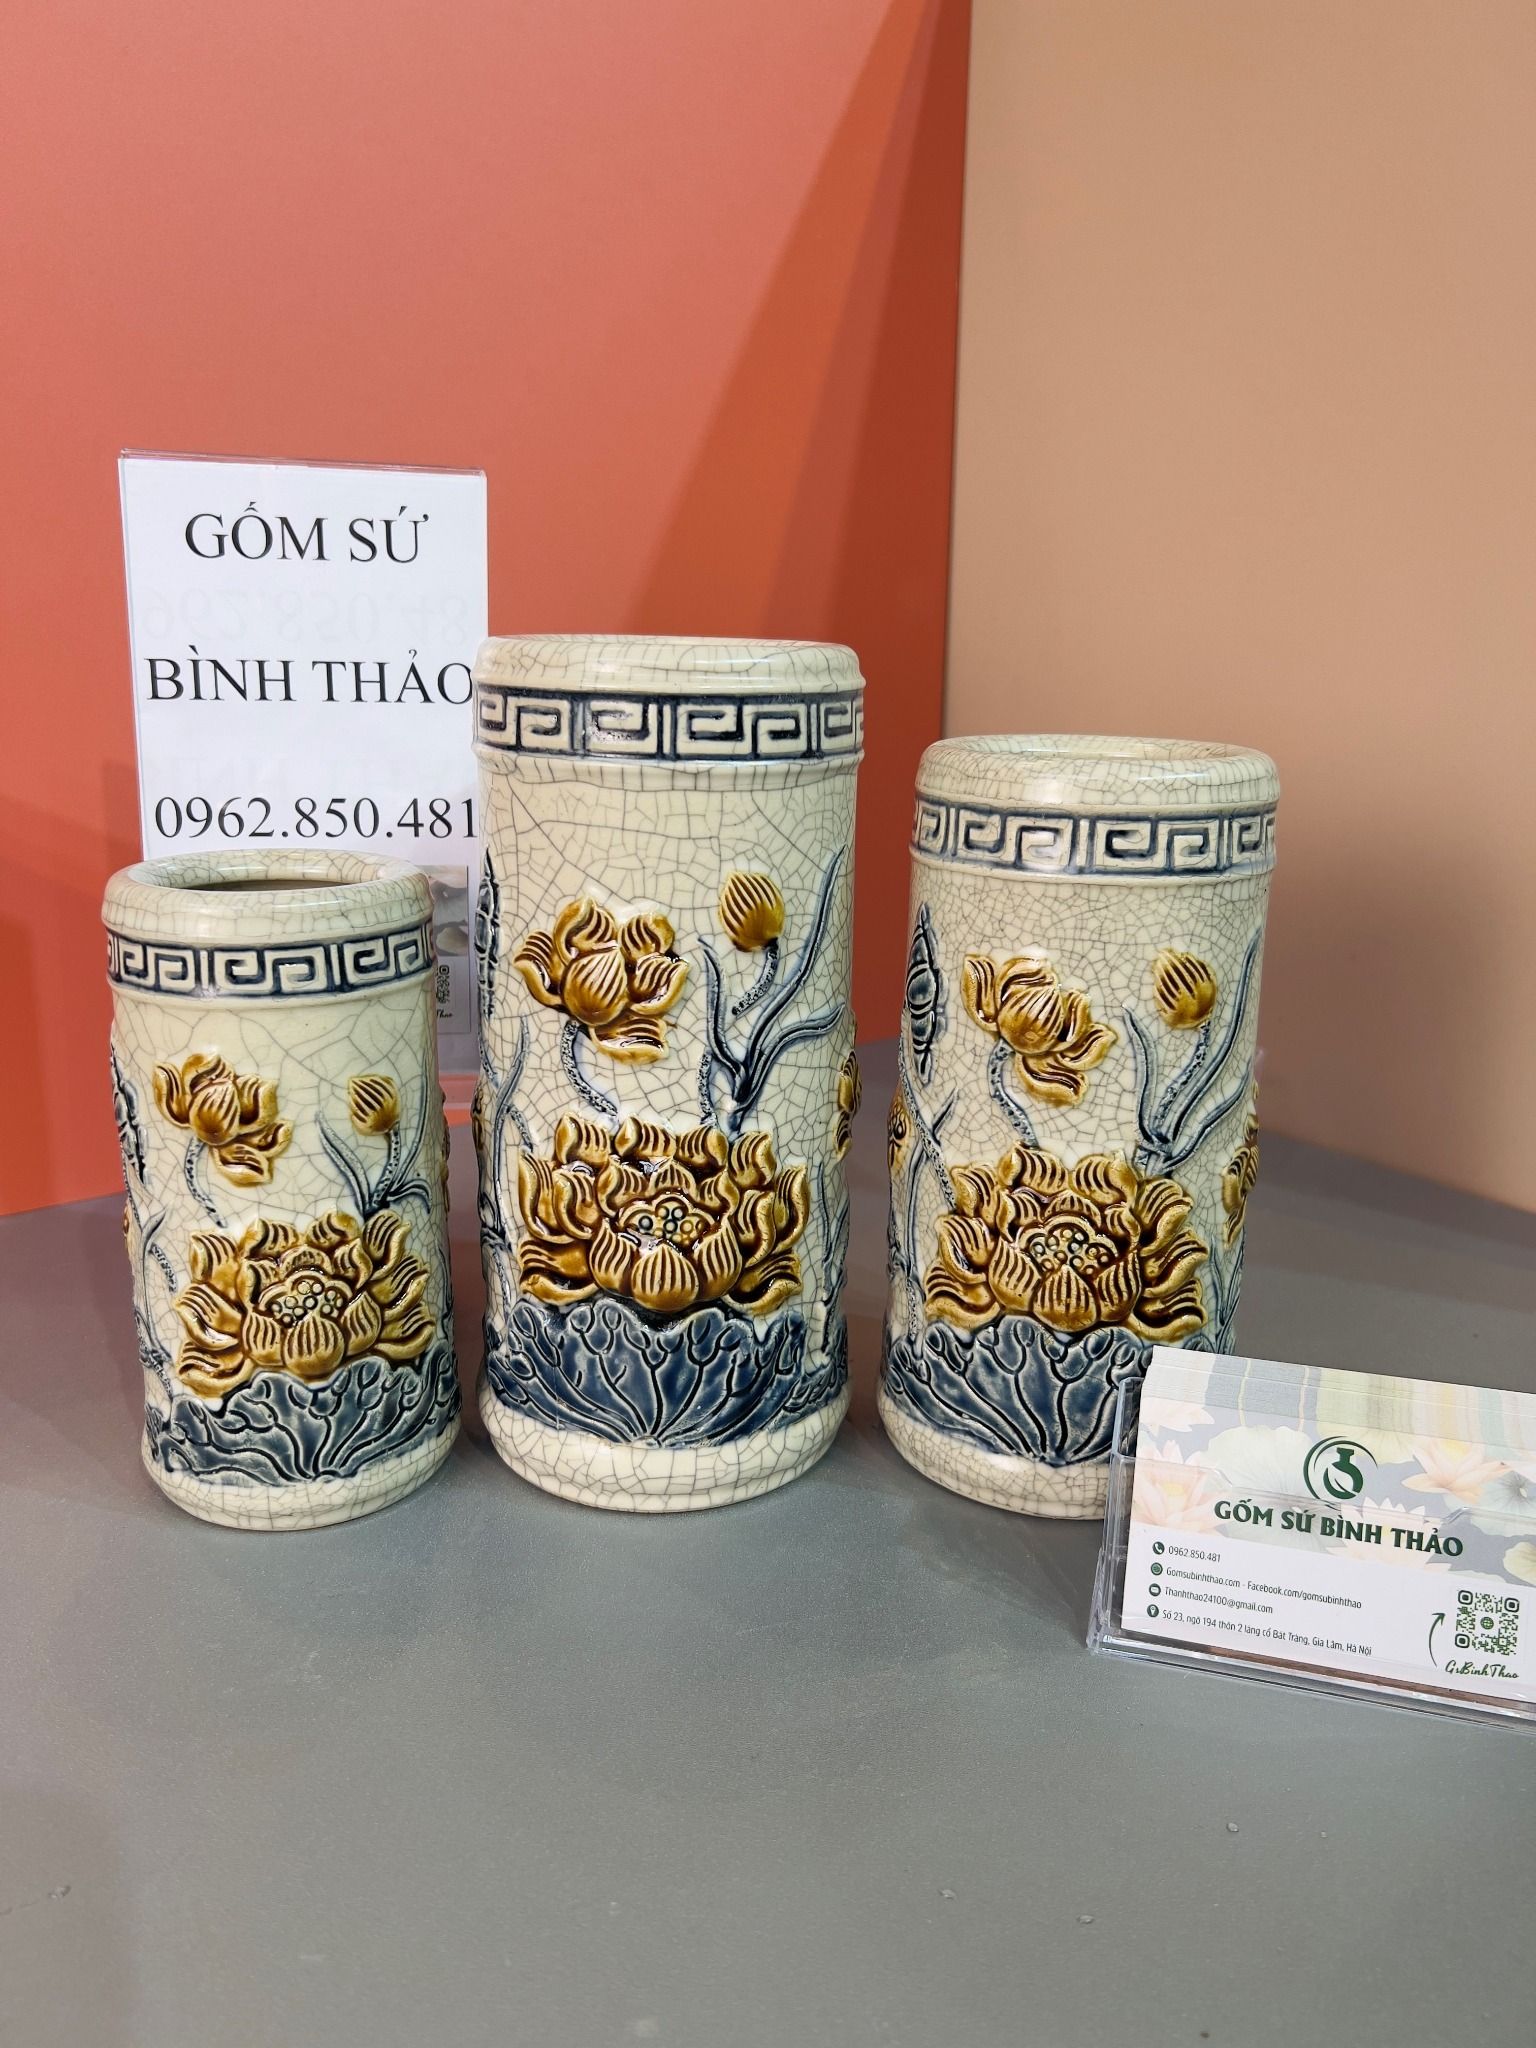 GỐM SỨ
BÌNH THẢO
0962.850.481
GỐM SỨ BÌNH THẢO
0962.850.481
Gomsubinhthao.com - Facebook.com/gomsubinhthao
Thanhthao24100@gmail.com
Số 23, ngõ 194 thôn 2 làng cổ Bát Tràng, Gia Lâm, Hà Nội
GsBinhThao